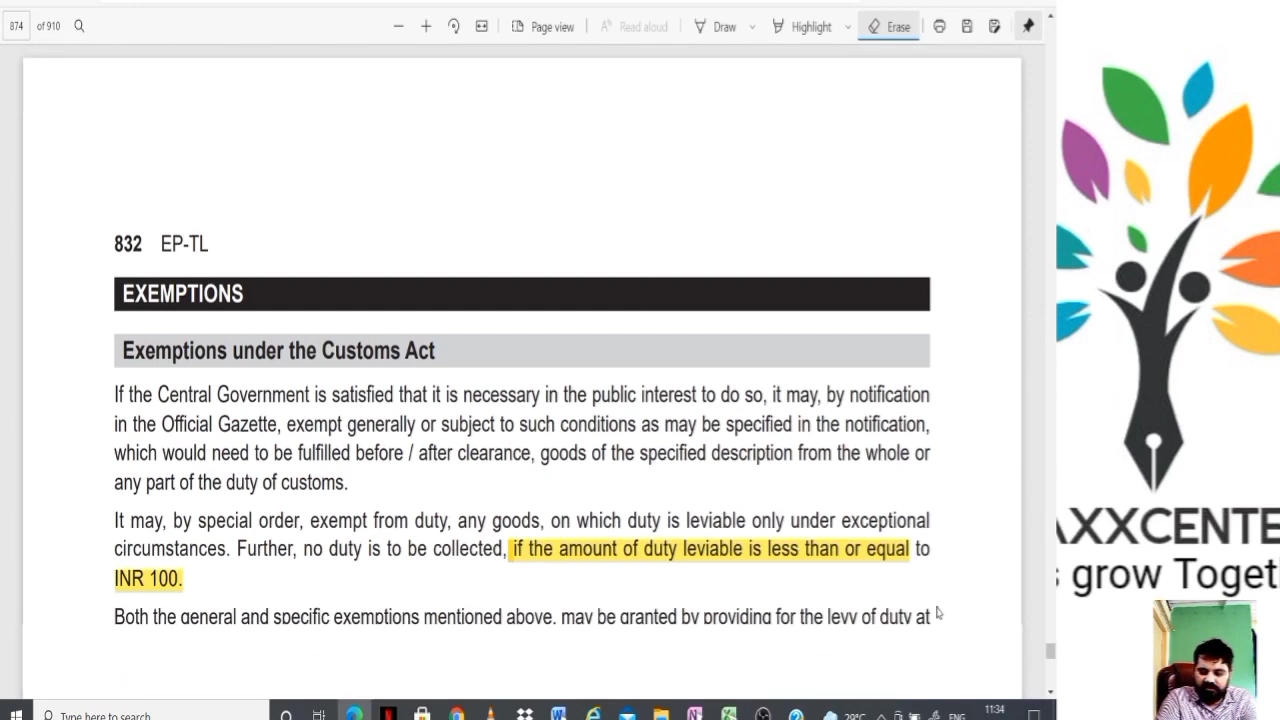 874 of 910
Page view
Read aloud
Draw
Highlight
Erase
832 EP-TL
EXEMPTIONS
Exemptions under the Customs Act
If the Central Government is satisfied that it is necessary in the public interest to do so, it may, by notification
in the Official Gazette, exempt generally or subject to such conditions as may be specified in the notification,
which would need to be fulfilled before / after clearance, goods of the specified description from the whole or
any part of the duty of customs.
It may, by special order, exempt from duty, any goods, on which duty is leviable only under exceptional
circumstances. Further, no duty is to be collected, if the amount of duty leviable is less than or equal to
INR 100.
Both the general and specific exemptions mentioned above, may be granted by providing for the levy of duty at
AXXCENTE
s grow Togeth
Type here to search
29°C
ENG
11:34